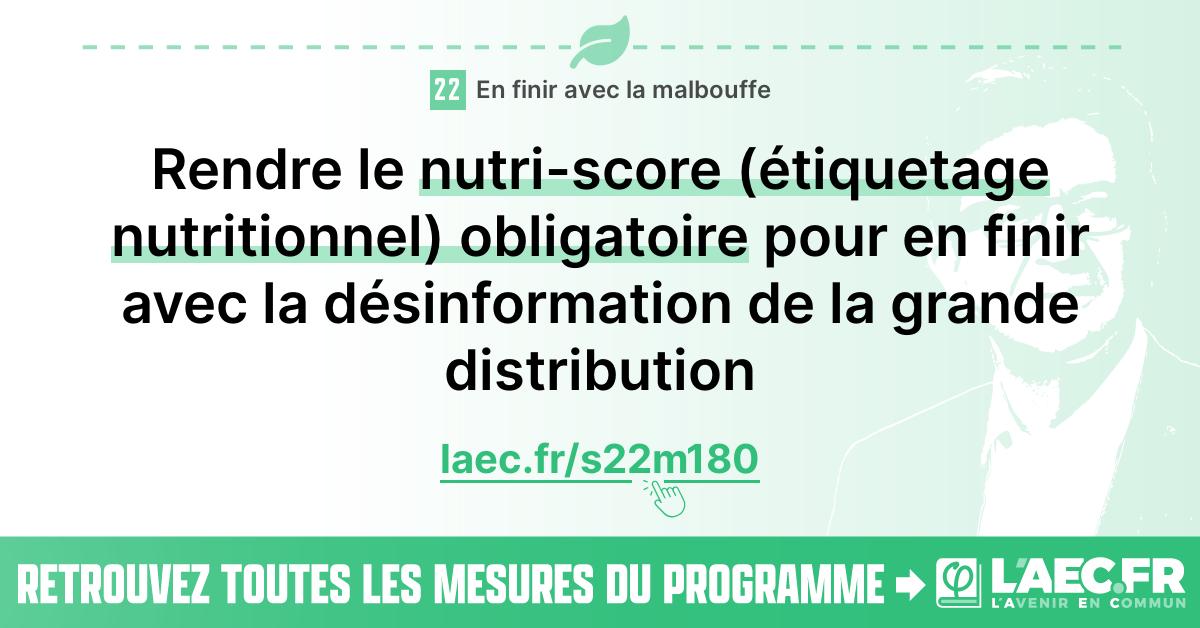 22 En finir avec la malbouffe
Rendre le nutri-score (étiquetage
nutritionnel) obligatoire pour en finir
avec la désinformation de la grande
distribution
laec.fr/s22m180
RETROUVEZ TOUTES LES MESURES DU PROGRAMME
φ L'AEC.FR
L'AVENIR EN COMMUN